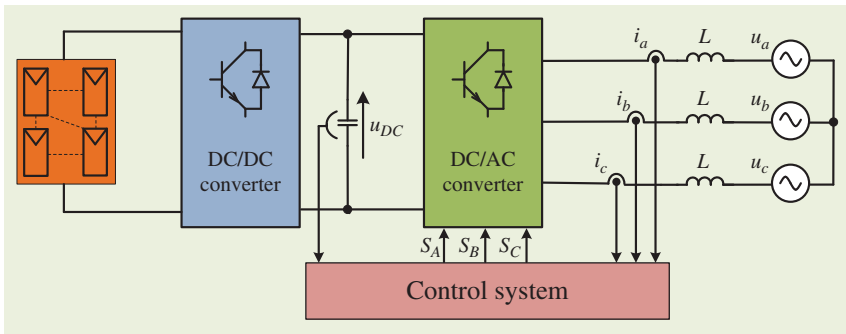 i_a L u_a
i_b L u_b
u_DC
DC/DC
converter
DC/AC
converter
i_c L u_c
S_A S_B S_C
Control system